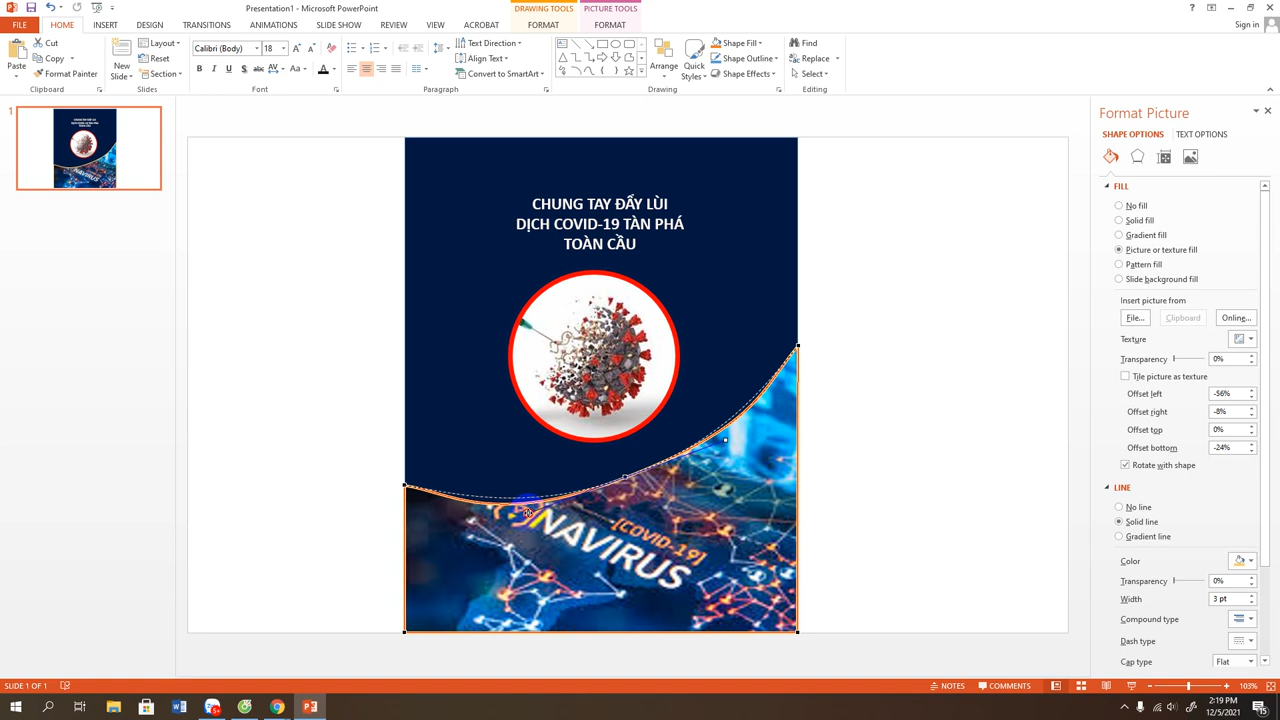 Presentation1 - Microsoft PowerPoint
DRAWING TOOLS
PICTURE TOOLS
FILE
HOME
INSERT
DESIGN
TRANSITIONS
ANIMATIONS
SLIDE SHOW
REVIEW
VIEW
ACROBAT
FORMAT
FORMAT
Sign in
Paste
Cut
Copy
Format Painter
Clipboard
New
Slide
Layout
Reset
Section
Slides
Calibri (Body)
18
Font
Text Direction
Align Text
Convert to SmartArt
Paragraph
Arrange
Quick
Styles
Shape Fill
Shape Outline
Shape Effects
Drawing
Find
Replace
Select
Editing
1
CHUNG TAY ĐẨY LÙI
DỊCH COVID-19 TÀN PHÁ
TOÀN CẦU
[COVID-19]
NAVIRUS
Format Picture
SHAPE OPTIONS
TEXT OPTIONS
FILL
No fill
Solid fill
Gradient fill
Picture or texture fill
Pattern fill
Slide background fill
Insert picture from
File...
Clipboard
Online...
Texture
Transparency
0%
Tile picture as texture
Offset left
-56%
Offset right
-8%
Offset top
0%
Offset bottom
-24%
Rotate with shape
LINE
No line
Solid line
Gradient line
Color
Transparency
0%
Width
3 pt
Compound type
Dash type
Cap type
Flat
SLIDE 1 OF 1
NOTES
COMMENTS
103%
2:19 PM
12/5/2021